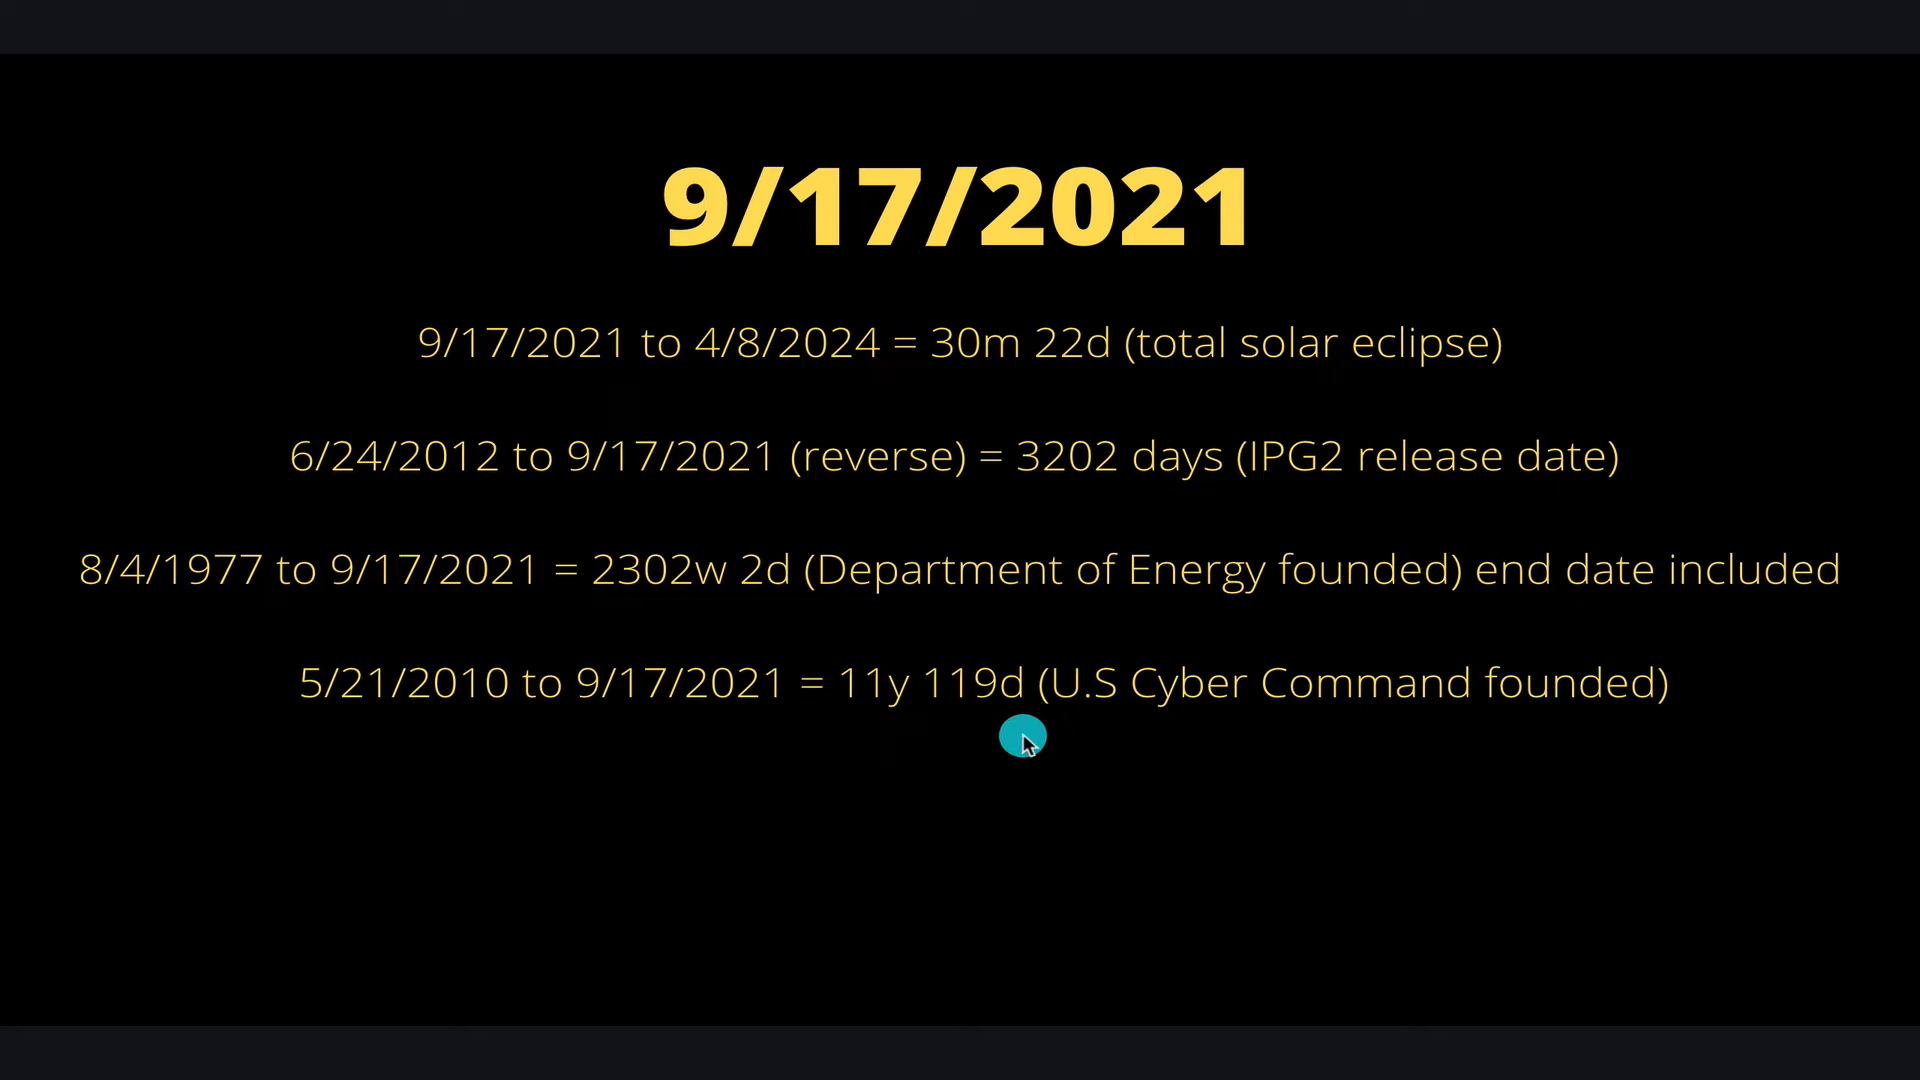 9/17/2021
9/17/2021 to 4/8/2024 = 30m 22d (total solar eclipse)
6/24/2012 to 9/17/2021 (reverse) = 3202 days (IPG2 release date)
8/4/1977 to 9/17/2021 = 2302w 2d (Department of Energy founded) end date included
5/21/2010 to 9/17/2021 = 11y 119d (U.S Cyber Command founded)